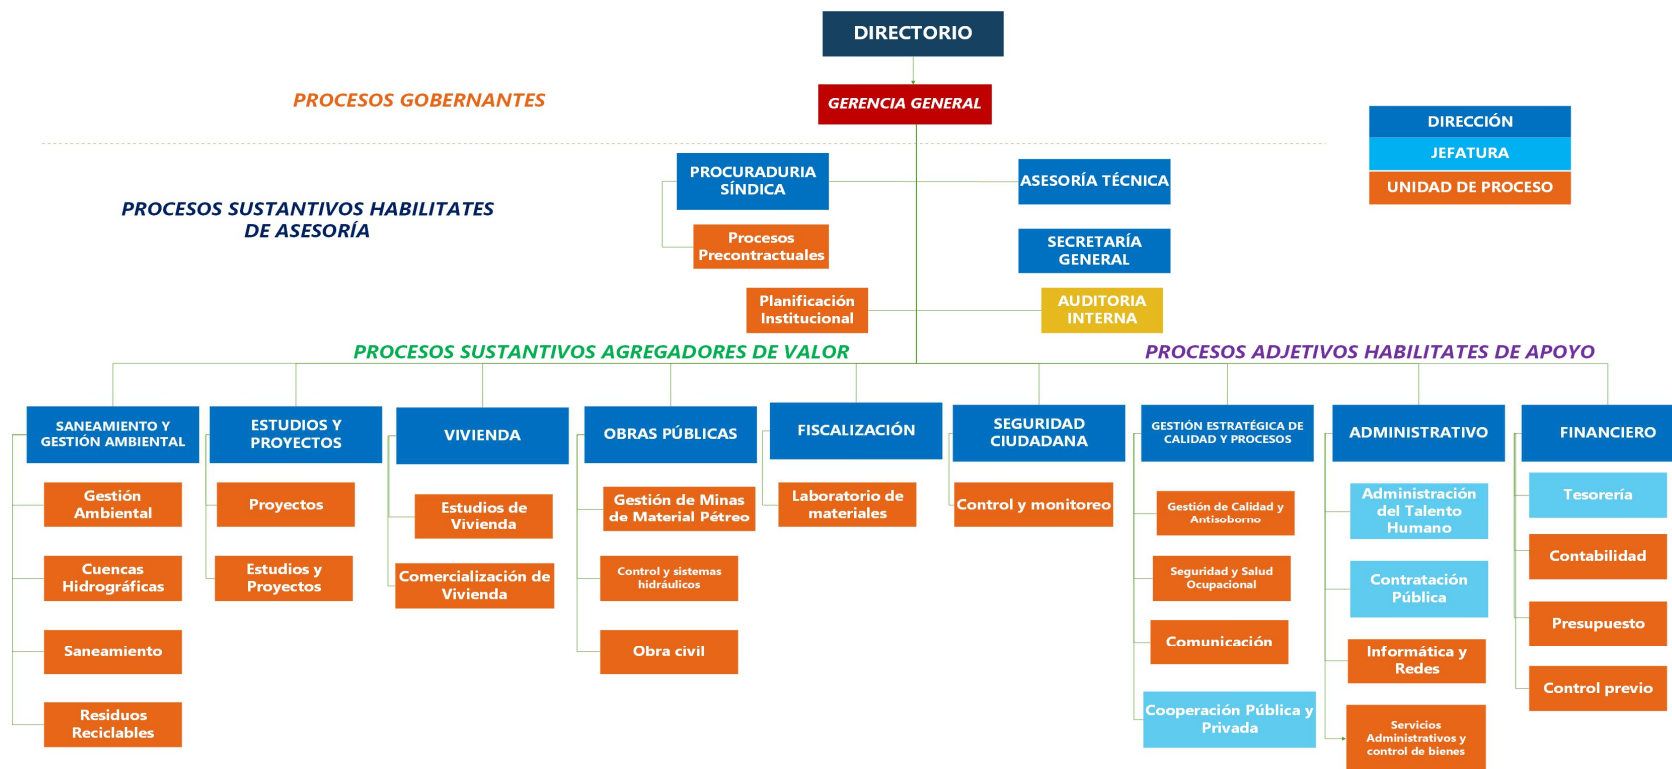 DIRECTORIO
PROCESOS GOBERNANTES
GERENCIA GENERAL
DIRECCIÓN
JEFATURA
UNIDAD DE PROCESO
PROCESOS SUSTANTIVOS HABILITATES
DE ASESORÍA
PROCURADURIA
SÍNDICA
ASESORÍA TÉCNICA
Procesos
Precontractuales
SECRETARÍA
GENERAL
Planificación
Institucional
AUDITORIA
INTERNA
PROCESOS SUSTANTIVOS AGREGADORES DE VALOR
PROCESOS ADJETIVOS HABILITATES DE APOYO
SANEAMIENTO Y
GESTIÓN AMBIENTAL
Gestión
Ambiental
Cuencas
Hidrográficas
Saneamiento
Residuos
Reciclables
ESTUDIOS Y
PROYECTOS
Proyectos
Estudios y
Proyectos
VIVIENDA
Estudios de
Vivienda
Comercialización de
Vivienda
OBRAS PÚBLICAS
Gestión de Minas
de Material Pétreo
Control y sistemas
hidráulicos
Obra civil
FISCALIZACIÓN
Laboratorio de
materiales
SEGURIDAD
CIUDADANA
Control y monitoreo
GESTIÓN ESTRATÉGICA DE
CALIDAD Y PROCESOS
Gestión de Calidad y
Antisoborno
Seguridad y Salud
Ocupacional
Comunicación
Cooperación Pública y
Privada
ADMINISTRATIVO
Administración
del Talento
Humano
Contratación
Pública
Informática y
Redes
Servicios
Administrativos y
control de bienes
FINANCIERO
Tesorería
Contabilidad
Presupuesto
Control previo